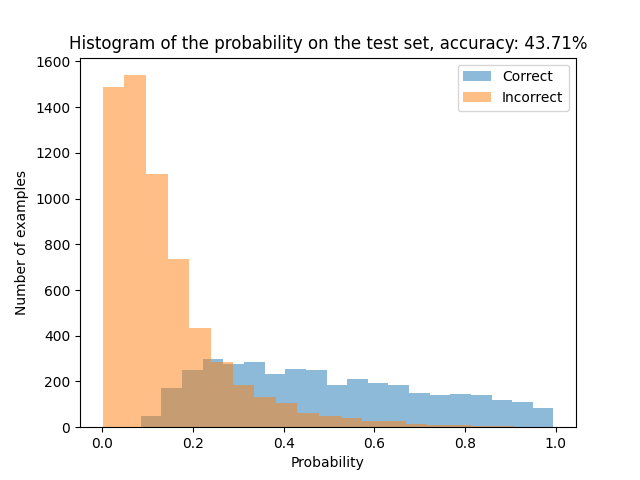 Histogram of the probability on the test set, accuracy: 43.71%
Correct
Incorrect
1600
1400
1200
1000
800
600
400
200
0
Number of examples
0.0 0.2 0.4 0.6 0.8 1.0
Probability